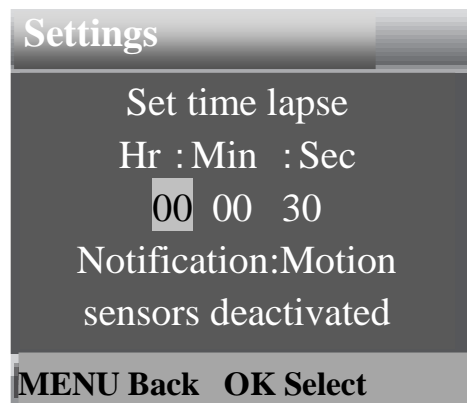 Settings
Set time lapse
Hr : Min : Sec
00 00 30
Notification:Motion
sensors deactivated
MENU Back OK Select